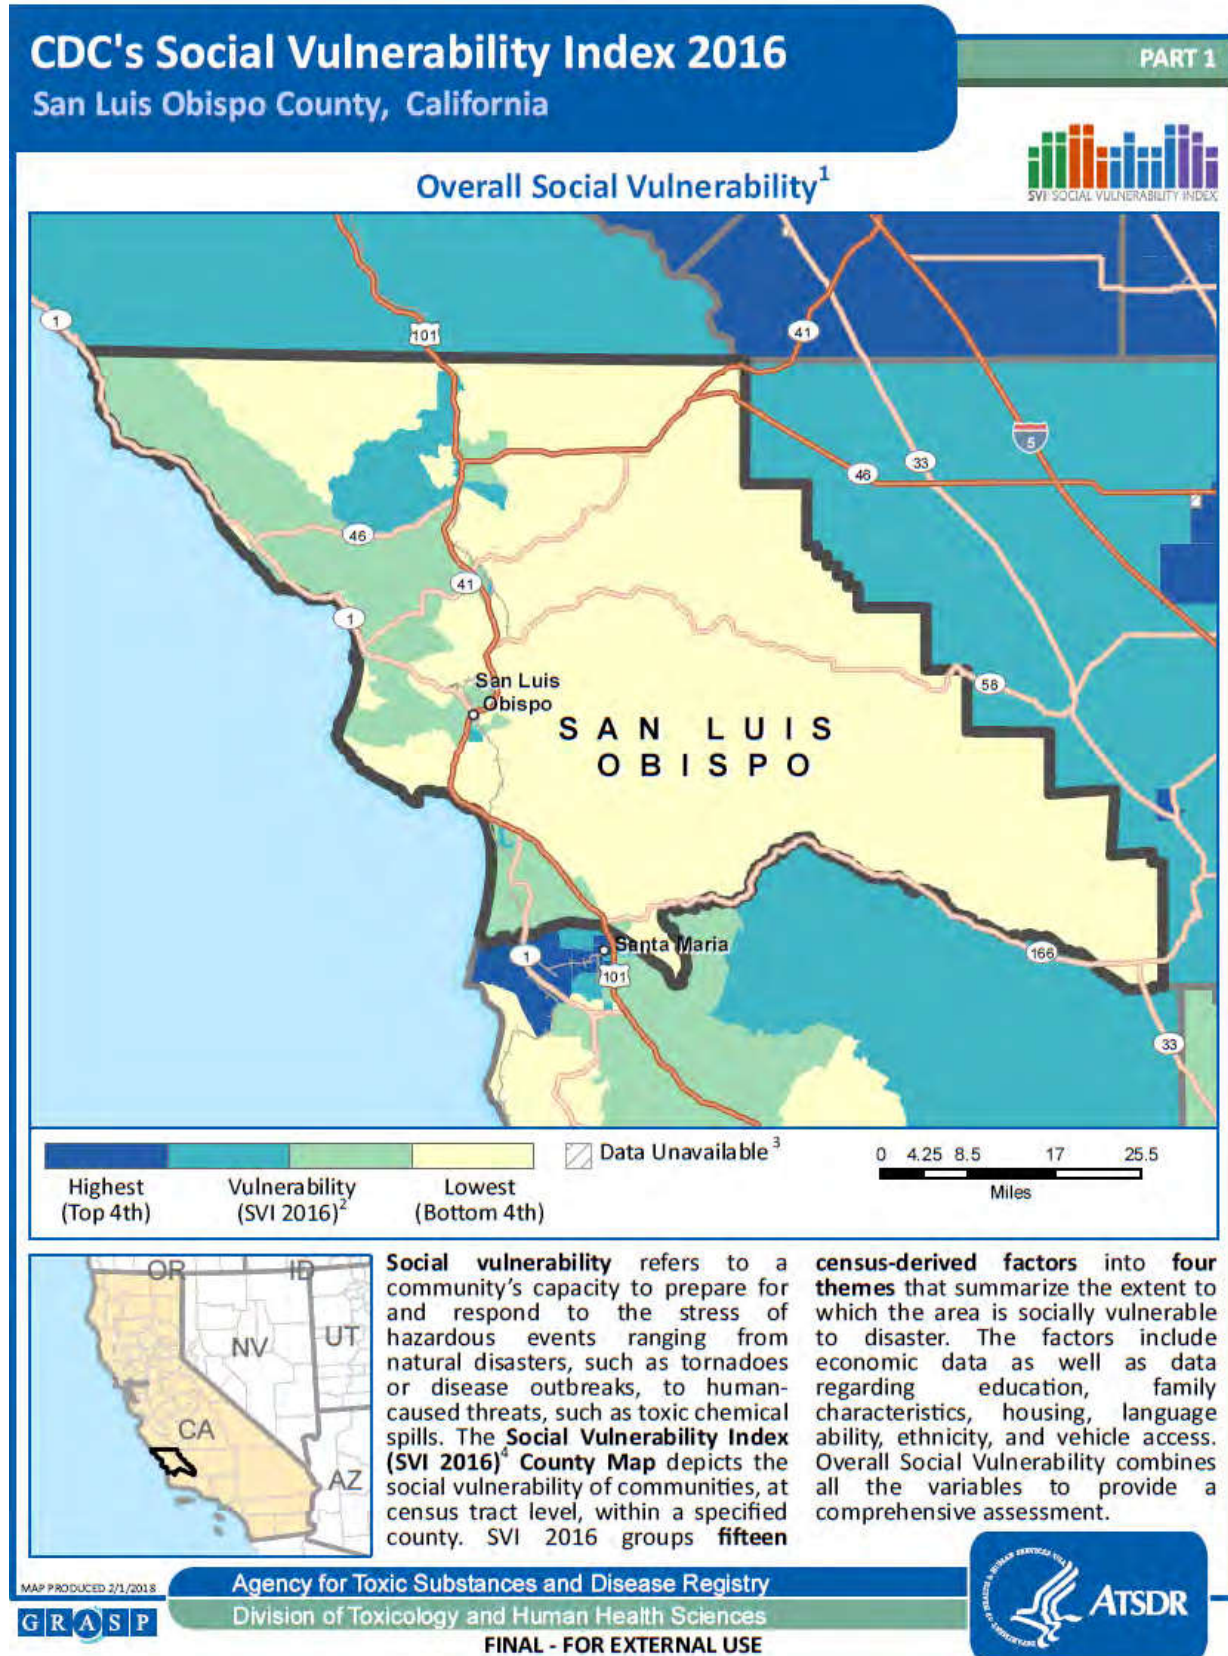 CDC's Social Vulnerability Index 2016
San Luis Obispo County, California
PART 1
SVI SOCIAL VULNERABILITY INDEX
Overall Social Vulnerability1
1
101
41
5
33
46
46
41
1
58
San Luis
Obispo
SAN LUIS
OBISPO
Santa Maria
1
101
166
33
Highest
(Top 4th)
Vulnerability
(SVI 2016)2
Lowest
(Bottom 4th)
Data Unavailable3
0 4.25 8.5 17 25.5
Miles
OR
ID
NV
UT
CA
AZ
Social vulnerability refers to a
community's capacity to prepare for
and respond to the stress of
hazardous events ranging from
natural disasters, such as tornadoes
or disease outbreaks, to human-
caused threats, such as toxic chemical
spills. The Social Vulnerability Index
(SVI 2016)4 County Map depicts the
social vulnerability of communities, at
census tract level, within a specified
county. SVI 2016 groups fifteen
census-derived factors into four
themes that summarize the extent to
which the area is socially vulnerable
to disaster. The factors include
economic data as well as data
regarding education, family
characteristics, housing, language
ability, ethnicity, and vehicle access.
Overall Social Vulnerability combines
all the variables to provide a
comprehensive assessment.
MAP PRODUCED 2/1/2018
GRASP
Agency for Toxic Substances and Disease Registry
Division of Toxicology and Human Health Sciences
FINAL - FOR EXTERNAL USE
ATSDR